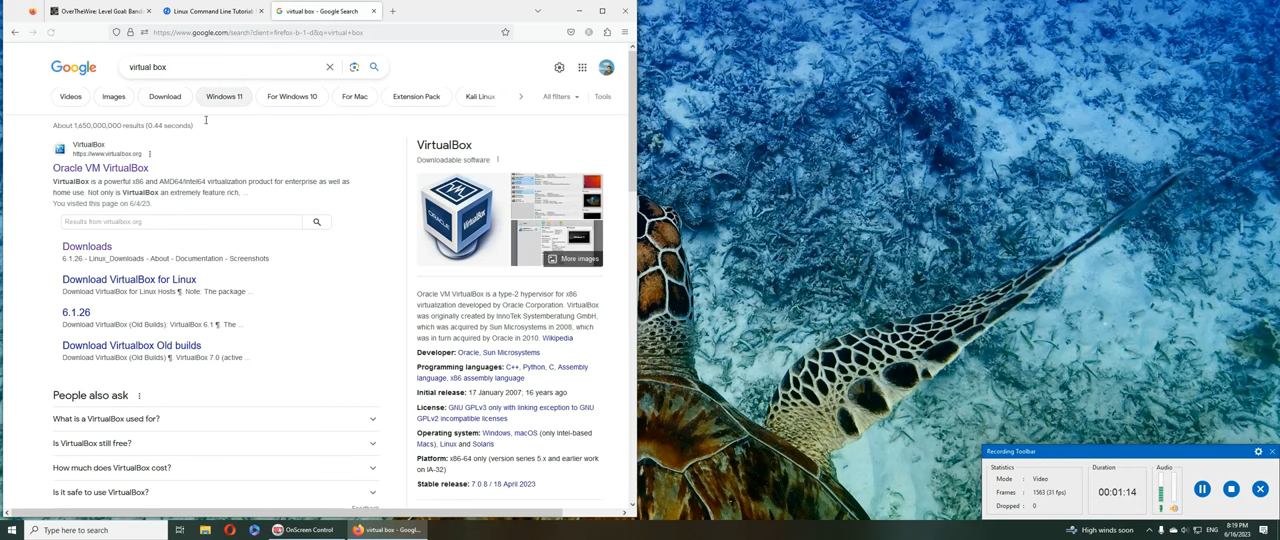 OverTheWire: Level Goal: Band
Linux Command Line Tutorial
virtual box - Google Search
https://www.google.com/search?client=firefox-b-1-d&q=virtual+box
Google
virtual box
Videos
Images
Download
Windows 11
For Windows 10
For Mac
Extension Pack
Kali Linux
All filters
Tools
About 1,650,000,000 results (0.44 seconds)
VirtualBox
https://www.virtualbox.org
Oracle VM VirtualBox
VirtualBox is a powerful x86 and AMD64/Intel64 virtualization product for enterprise as well as
home use. Not only is VirtualBox an extremely feature rich, ...
You visited this page on 6/4/23.
Results from virtualbox.org
Downloads
6.1.26 - Linux_Downloads - About - Documentation - Screenshots
Download VirtualBox for Linux
Download VirtualBox for Linux Hosts ¶. Note: The package ...
6.1.26
Download VirtualBox (Old Builds): VirtualBox 6.1 ¶. The ...
Download Virtualbox Old builds
Download VirtualBox (Old Builds) ¶. VirtualBox 7.0 (active ...
People also ask
What is a VirtualBox used for?
Is VirtualBox still free?
How much does VirtualBox cost?
Is it safe to use VirtualBox?
Feedback
VirtualBox
Downloadable software
ORACLE
VM
VirtualBox
More images
Oracle VM VirtualBox is a type-2 hypervisor for x86
virtualization developed by Oracle Corporation. VirtualBox
was originally created by InnoTek Systemberatung GmbH,
which was acquired by Sun Microsystems in 2008, which
was in turn acquired by Oracle in 2010. Wikipedia
Developer: Oracle, Sun Microsystems
Programming languages: C++, Python, C, Assembly
language, x86 assembly language
Initial release: 17 January 2007; 16 years ago
License: GNU GPLv3 only with linking exception to GNU
GPLv2 incompatible licenses
Operating system: Windows, macOS (only intel-based
Macs), Linux and Solaris
Platform: x86-64 only (version series 5.x and earlier work
on IA-32)
Stable release: 7.0.8 / 18 April 2023
Recording Toolbar
Statistics
Mode : Video
Frames : 1563 (31 fps)
Dropped : 0
Duration
00:01:14
Audio
Type here to search
OnScreen Control
virtual box - Googl...
High winds soon
ENG
8:19 PM
6/16/2023